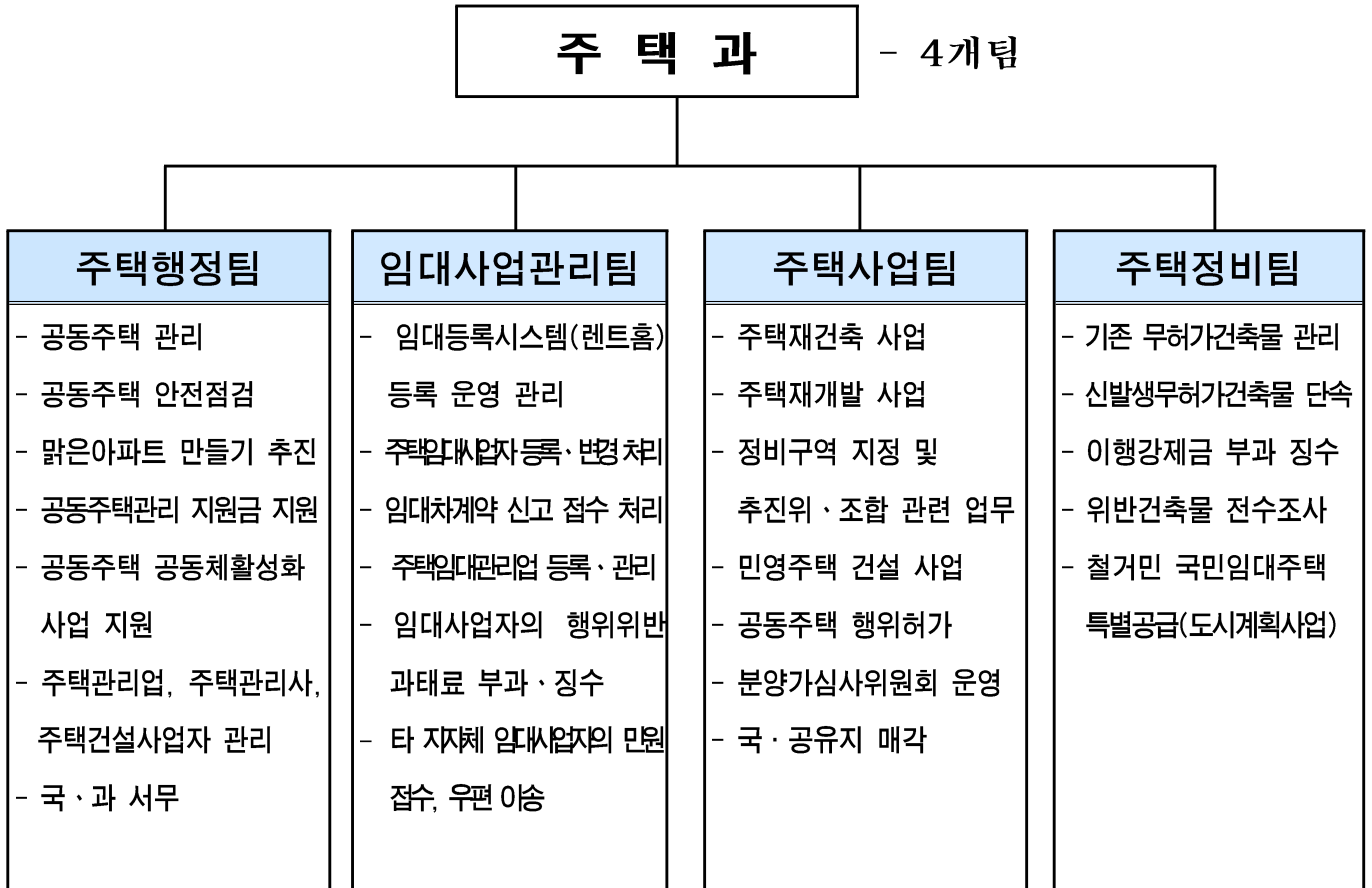 주 택 과
- 4개팀
주택행정팀
- 공동주택 관리
- 공동주택 안전점검
- 맑은아파트 만들기 추진
- 공동주택관리 지원금 지원
- 공동주택 공동체활성화
사업 지원
- 주택관리업, 주택관리사,
주택건설사업자 관리
- 국ㆍ과 서무
임대사업관리팀
- 임대등록시스템(렌트홈)
등록 운영 관리
- 주택임대사업자 등록ㆍ변경 처리
- 임대차계약 신고 접수 처리
- 주택임대관리업 등록ㆍ관리
- 임대사업자의 행위위반
과태료 부과ㆍ징수
- 타 지자체 임대사업자의 민원
접수, 우편 이송
주택사업팀
- 주택재건축 사업
- 주택재개발 사업
- 정비구역 지정 및
추진위ㆍ조합 관련 업무
- 민영주택 건설 사업
- 공동주택 행위허가
- 분양가심사위원회 운영
- 국ㆍ공유지 매각
주택정비팀
- 기존 무허가건축물 관리
- 신발생무허가건축물 단속
- 이행강제금 부과 징수
- 위반건축물 전수조사
- 철거민 국민임대주택
특별공급(도시계획사업)